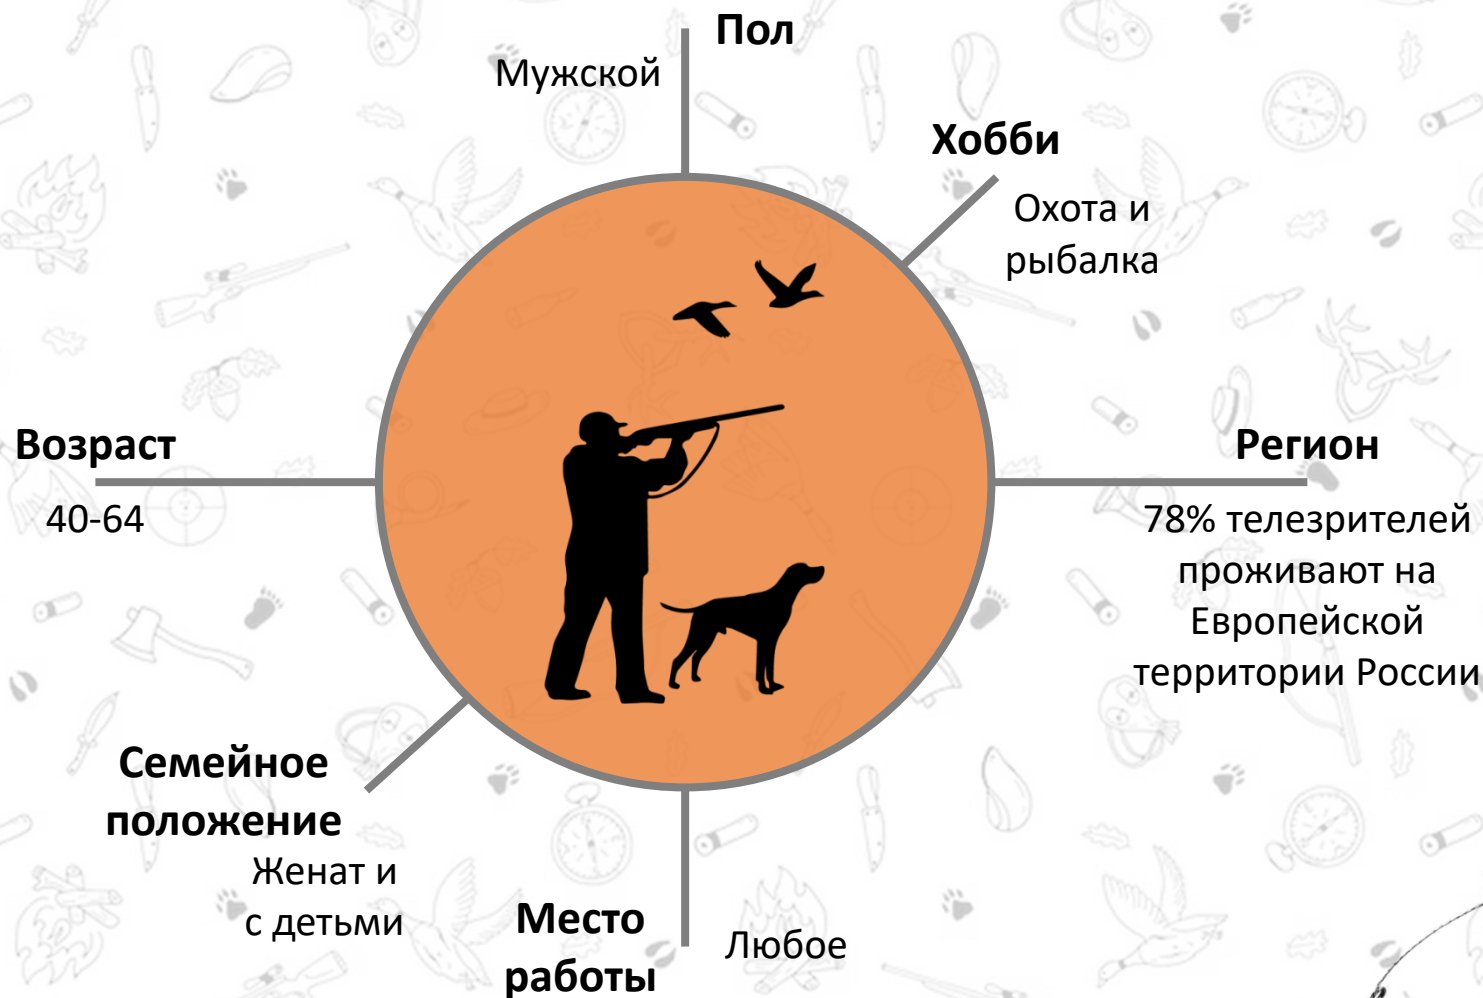 Пол
Мужской
Хобби
Охота и
рыбалка
Возраст
40-64
Регион
78% телезрителей
проживают на
Европейской
территории России
Семейное
положение
Женат и
с детьми
Место
работы
Любое